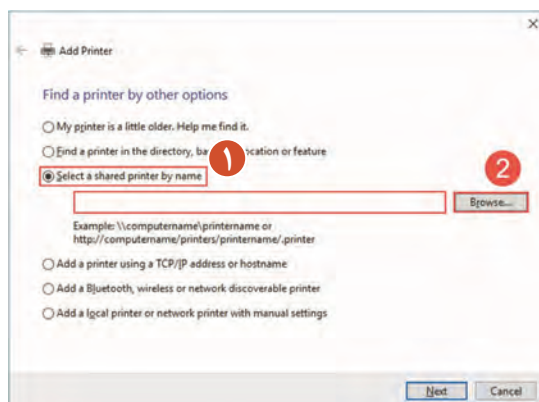 Add Printer
Find a printer by other options
My printer is a little older. Help me find it.
Find a printer in the directory, ocation or feature
۱
Select a shared printer by name
2
Browse...
Example: \\computername\printername or
http://computername/printers/printername/.printer
Add a printer using a TCP/IP address or hostname
Add a Bluetooth, wireless or network discoverable printer
Add a local printer or network printer with manual settings
Next Cancel